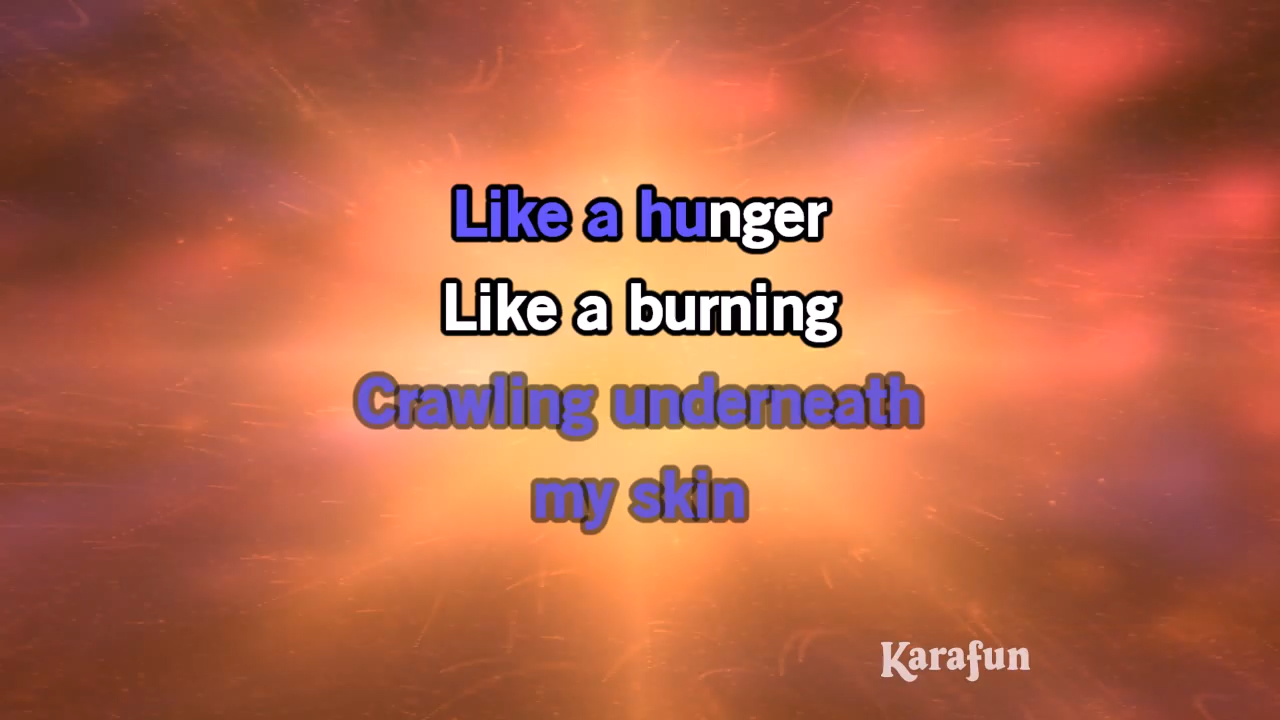 Like a hunger
Like a burning
Crawling underneath
my skin
Karafun